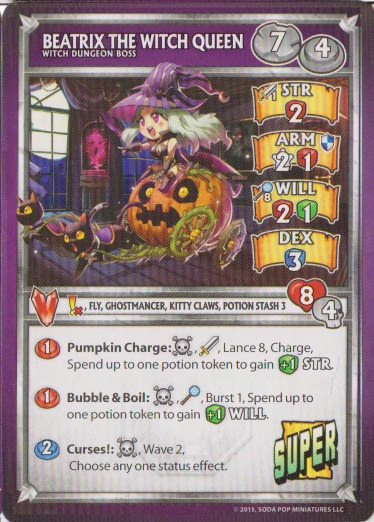 BEATRIX THE WITCH QUEEN 7 4
WITCH DUNGEON BOSS
1 STR
2
ARM
2 1
8 WILL
2 1
DEX
3
8
4
, FLY, GHOSTMANCER, KITTY CLAWS, POTION STASH 3
1 Pumpkin Charge: , , Lance 8, Charge,
Spend up to one potion token to gain +1 STR.
1 Bubble & Boil: , , Burst 1, Spend up to
one potion token to gain +1 WILL.
2 Curses!: , Wave 2,
Choose any one status effect.
SUPER
© 2015, SODA POP MINIATURES LLC